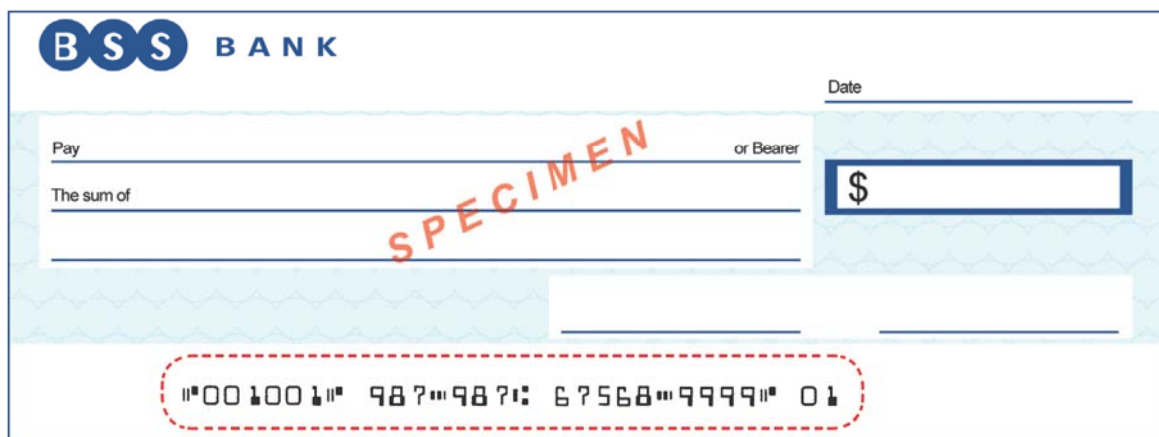 BSS BANK
Date
Pay or Bearer
$
The sum of
SPECIMEN
⑈001001⑈ 987⑉987⑆ 67568⑉9999⑈ 01